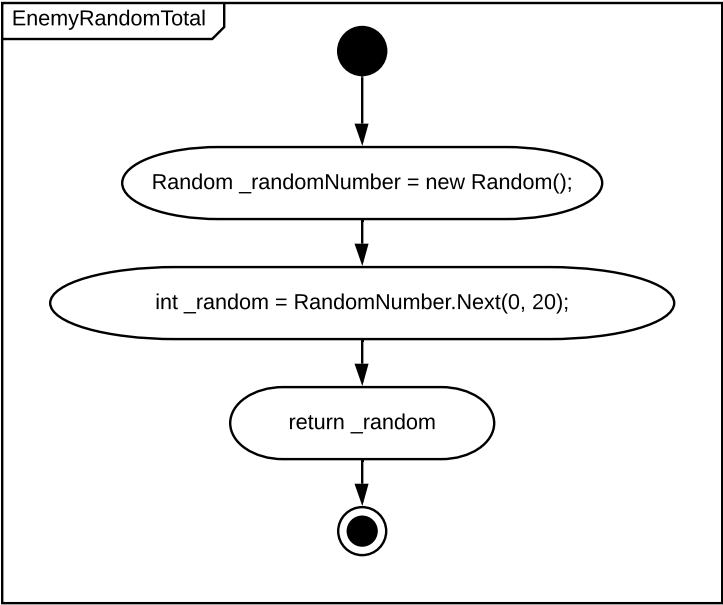 EnemyRandomTotal
Random _randomNumber = new Random();
int _random = RandomNumber.Next(0, 20);
return _random